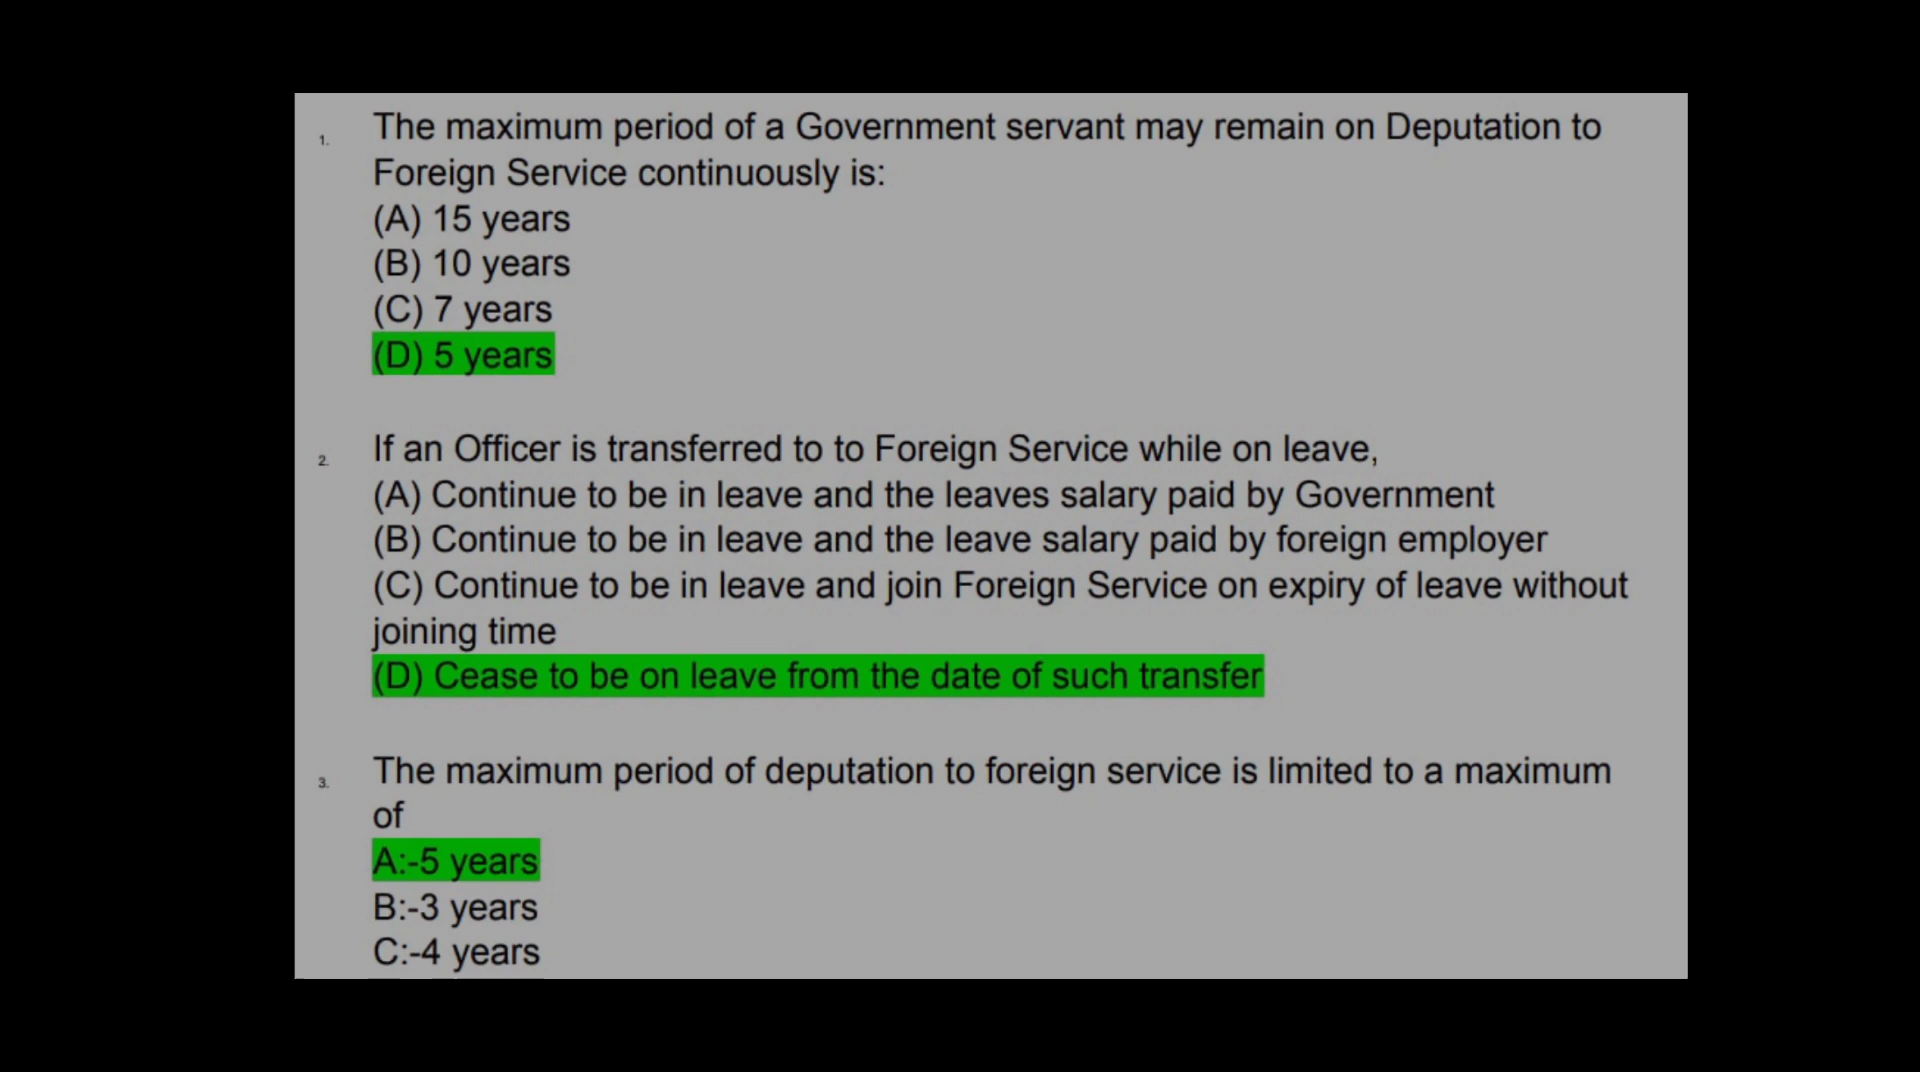 1. The maximum period of a Government servant may remain on Deputation to
Foreign Service continuously is:
(A) 15 years
(B) 10 years
(C) 7 years
(D) 5 years
2. If an Officer is transferred to to Foreign Service while on leave,
(A) Continue to be in leave and the leaves salary paid by Government
(B) Continue to be in leave and the leave salary paid by foreign employer
(C) Continue to be in leave and join Foreign Service on expiry of leave without
joining time
(D) Cease to be on leave from the date of such transfer
3. The maximum period of deputation to foreign service is limited to a maximum
of
A:-5 years
B:-3 years
C:-4 years